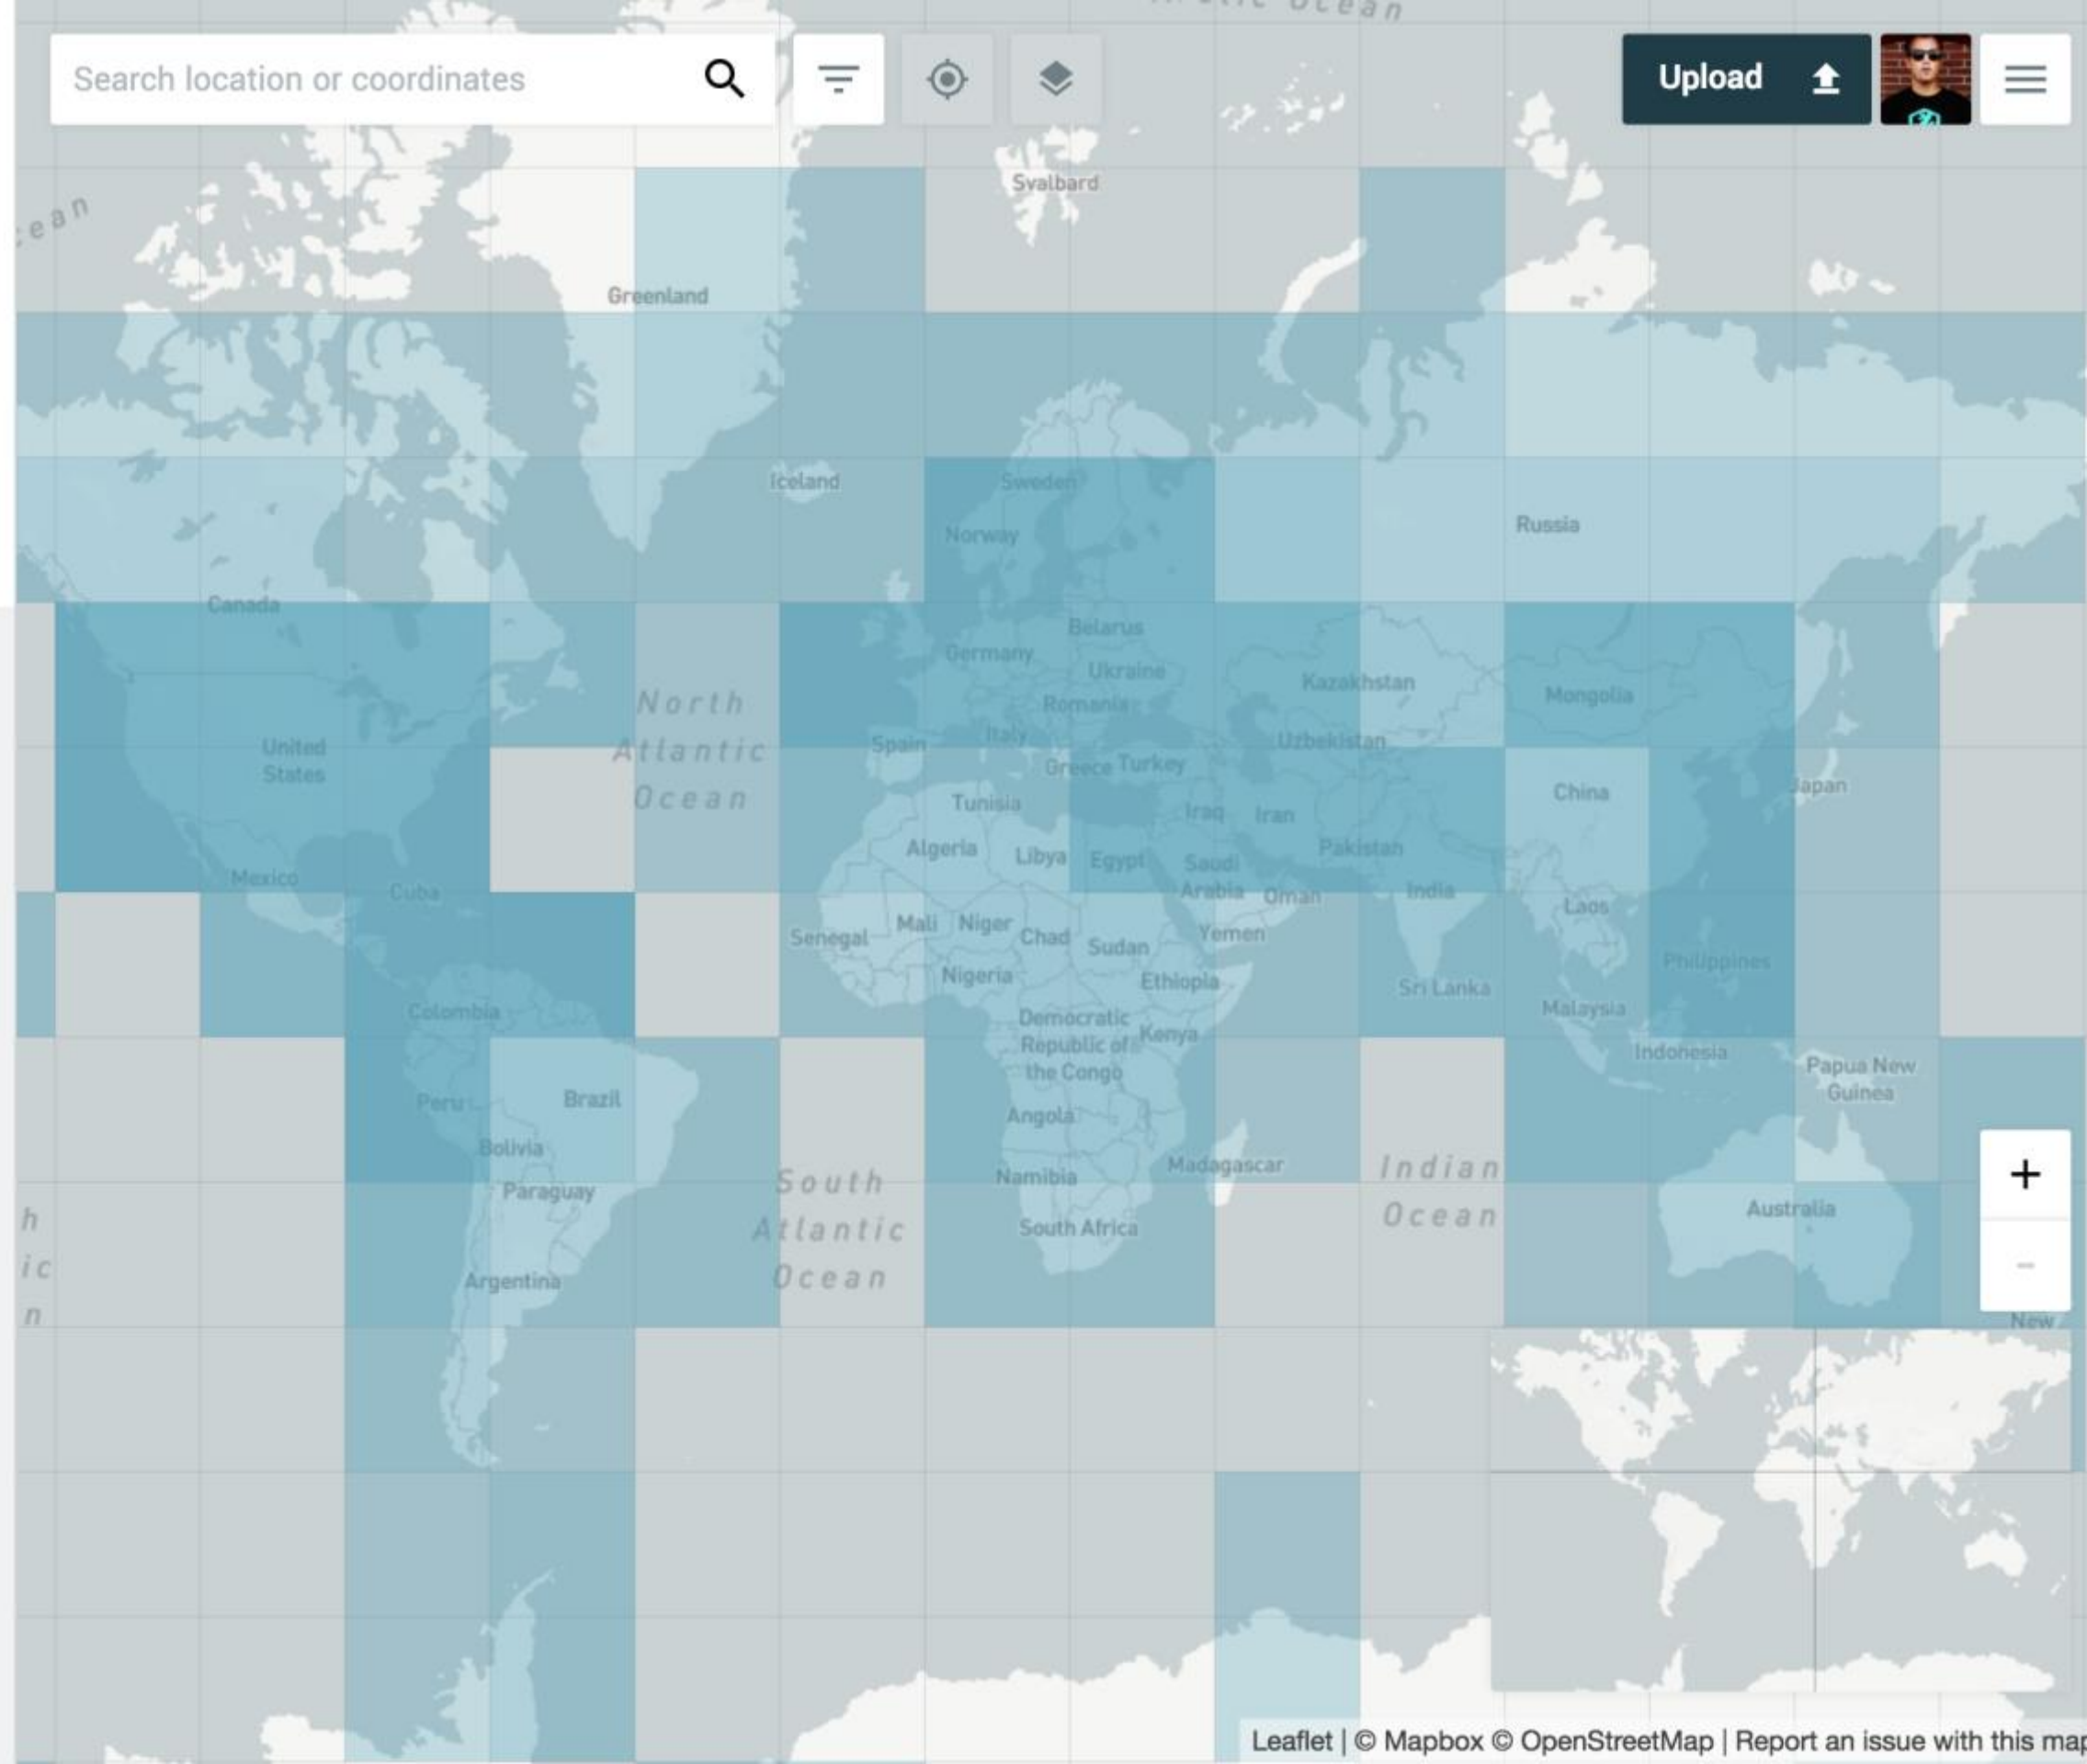 Ocean
Search location or coordinates
Upload
Svalbard
Greenland
Iceland
Sweden
Norway
Russia
Canada
Belarus
Germany
Ukraine
Kazakhstan
Mongolia
Romania
North
Atlantic
Ocean
Spain
Italy
Uzbekistan
United
States
Greece
Turkey
China
Japan
Tunisia
Iraq
Iran
Algeria
Libya
Egypt
Pakistan
Saudi
Arabia
Mexico
Cuba
Oman
India
Laos
Senegal
Mali
Niger
Chad
Sudan
Yemen
Philippines
Nigeria
Ethiopia
Sri Lanka
Colombia
Malaysia
Democratic
Republic of
the Congo
Kenya
Indonesia
Papua New
Guinea
Peru
Brazil
Angola
Bolivia
Madagascar
Indian
Ocean
Namibia
South
Atlantic
Ocean
Paraguay
Australia
South Africa
Argentina
h
ic
n
+
-
New
Leaflet | © Mapbox © OpenStreetMap | Report an issue with this map